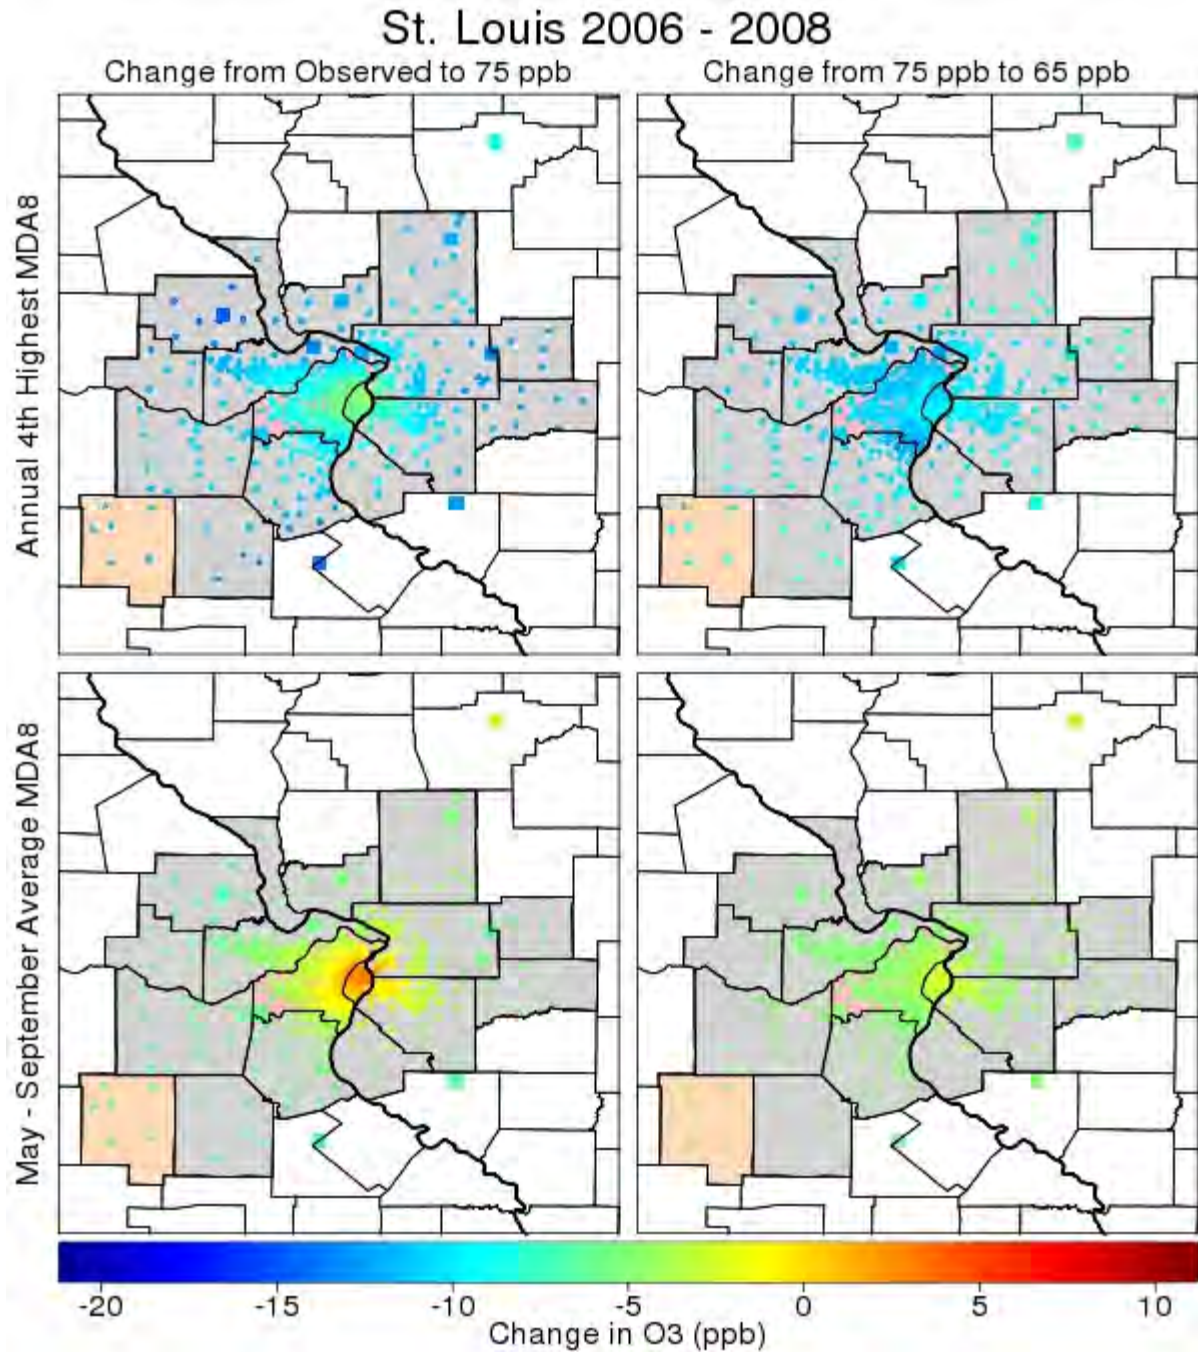 St. Louis 2006 - 2008
Change from Observed to 75 ppb
Change from 75 ppb to 65 ppb
Annual 4th Highest MDA8
May - September Average MDA8
-20 -15 -10 -5 0 5 10
Change in O3 (ppb)